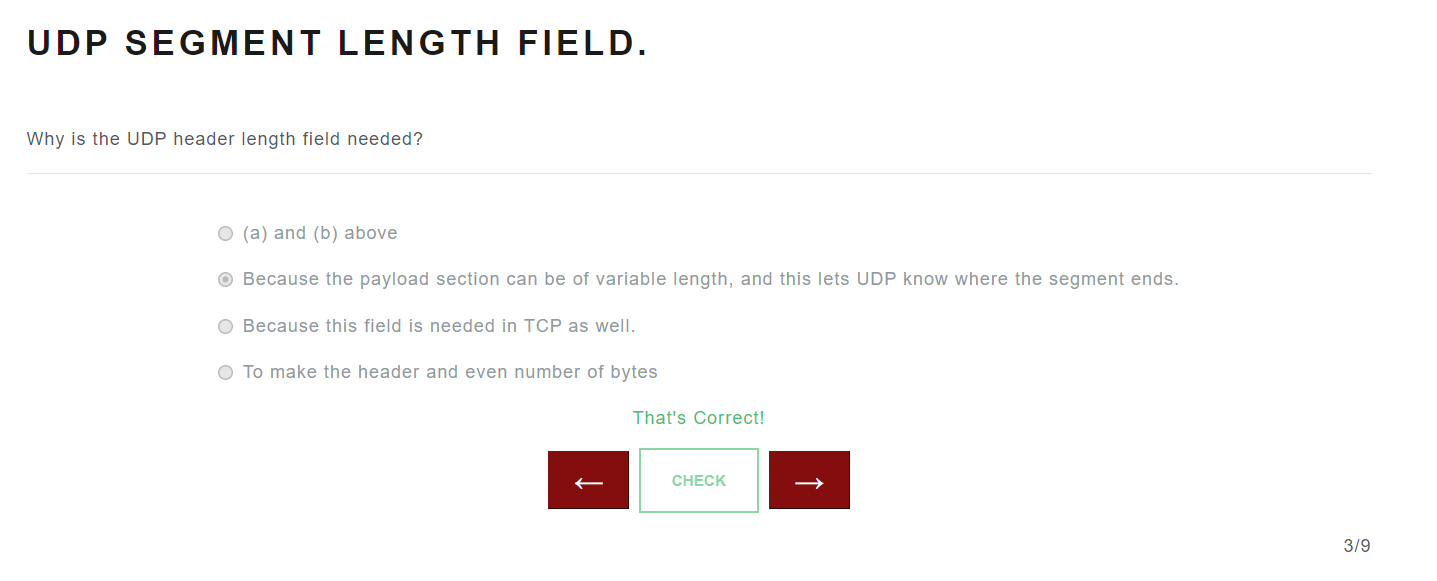 UDP SEGMENT LENGTH FIELD.
Why is the UDP header length field needed?
(a) and (b) above
Because the payload section can be of variable length, and this lets UDP know where the segment ends.
Because this field is needed in TCP as well.
To make the header and even number of bytes
That's Correct!
← CHECK →
3/9